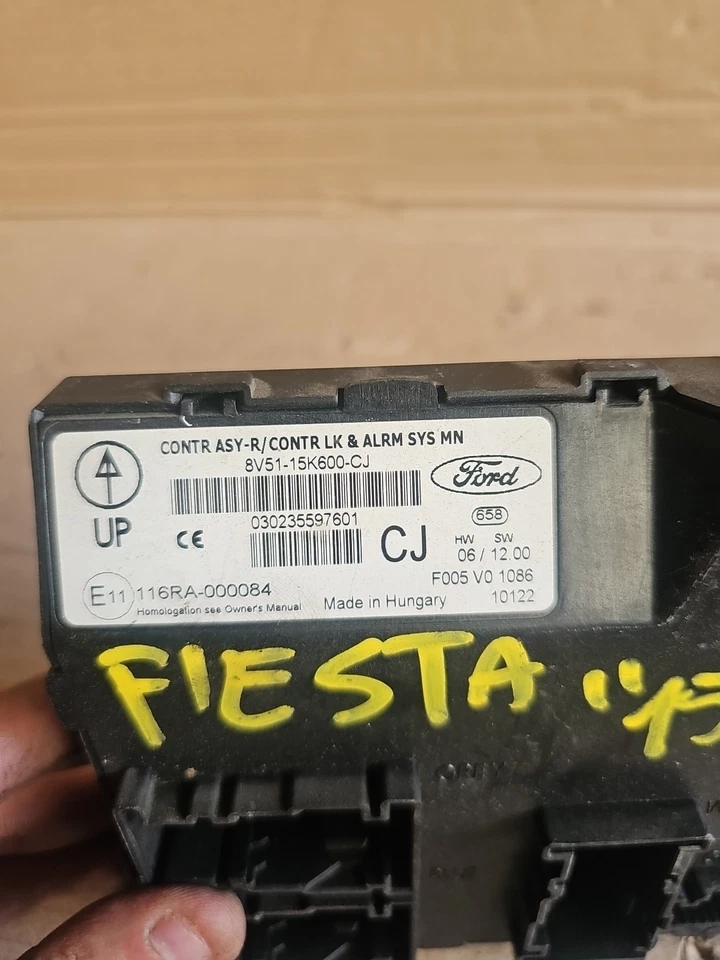 CONTR ASY-R/CONTR LK & ALRM SYS MN
8V51-15K600-CJ
Ford
UP
CE
030235597601
CJ
658
HW SW
06 / 12.00
E11
116RA-000084
Homologation see Owner's Manual
Made in Hungary
F005 V0 1086
10122
FIESTA